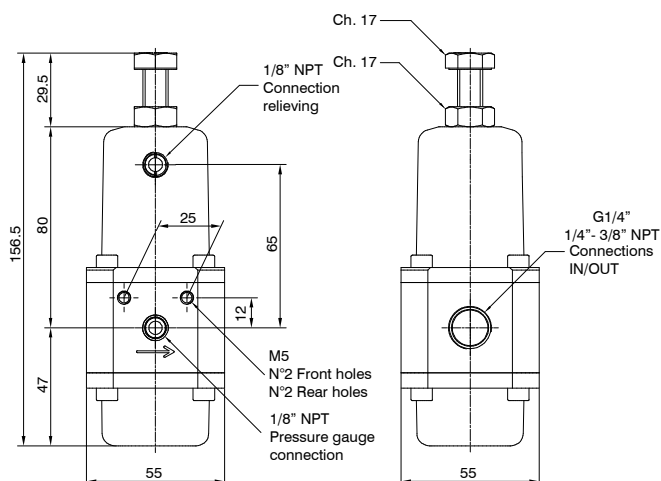 Ch. 17
Ch. 17
1/8" NPT
Connection
relieving
29.5
80
156.5
47
25
65
12
G1/4"
1/4"- 3/8" NPT
Connections
IN/OUT
M5
N°2 Front holes
N°2 Rear holes
1/8" NPT
Pressure gauge
connection
55
55